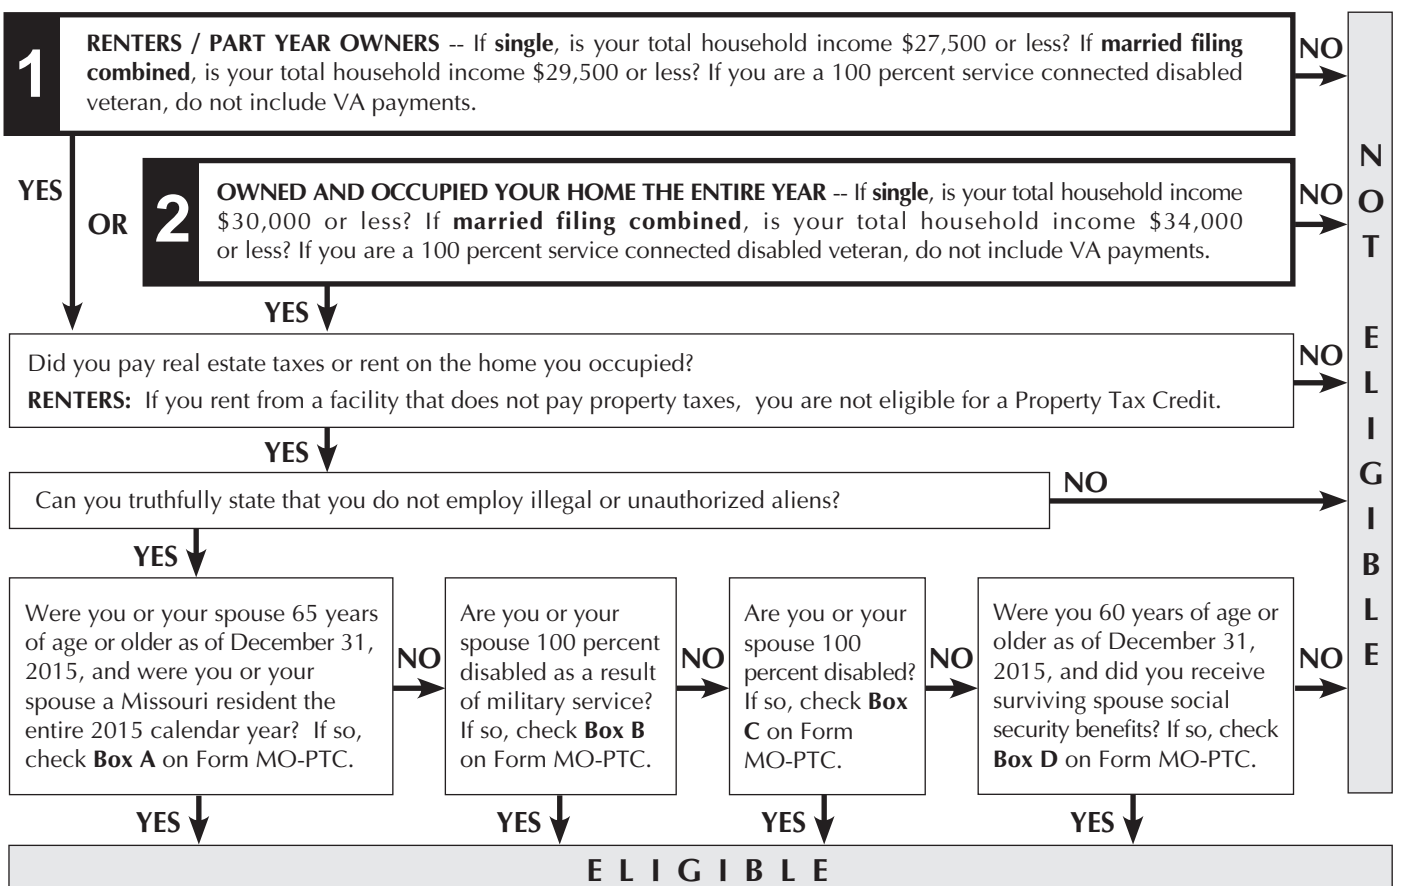 1
RENTERS / PART YEAR OWNERS -- If single, is your total household income $27,500 or less? If married filing
combined, is your total household income $29,500 or less? If you are a 100 percent service connected disabled
veteran, do not include VA payments.
NO
YES
OR
2
OWNED AND OCCUPIED YOUR HOME THE ENTIRE YEAR -- If single, is your total household income
$30,000 or less? If married filing combined, is your total household income $34,000
or less? If you are a 100 percent service connected disabled veteran, do not include VA payments.
NO
YES
Did you pay real estate taxes or rent on the home you occupied?
RENTERS: If you rent from a facility that does not pay property taxes, you are not eligible for a Property Tax Credit.
NO
YES
Can you truthfully state that you do not employ illegal or unauthorized aliens?
NO
YES
Were you or your spouse 65 years
of age or older as of December 31,
2015, and were you or your
spouse a Missouri resident the
entire 2015 calendar year? If so,
check Box A on Form MO-PTC.
NO
Are you or your
spouse 100 percent
disabled as a result
of military service?
If so, check Box B
on Form MO-PTC.
NO
Are you or your
spouse 100
percent disabled?
If so, check Box
C on Form
MO-PTC.
NO
Were you 60 years of age or
older as of December 31,
2015, and did you receive
surviving spouse social
security benefits? If so, check
Box D on Form MO-PTC.
NO
NOT ELIGIBLE
YES
YES
YES
YES
ELIGIBLE